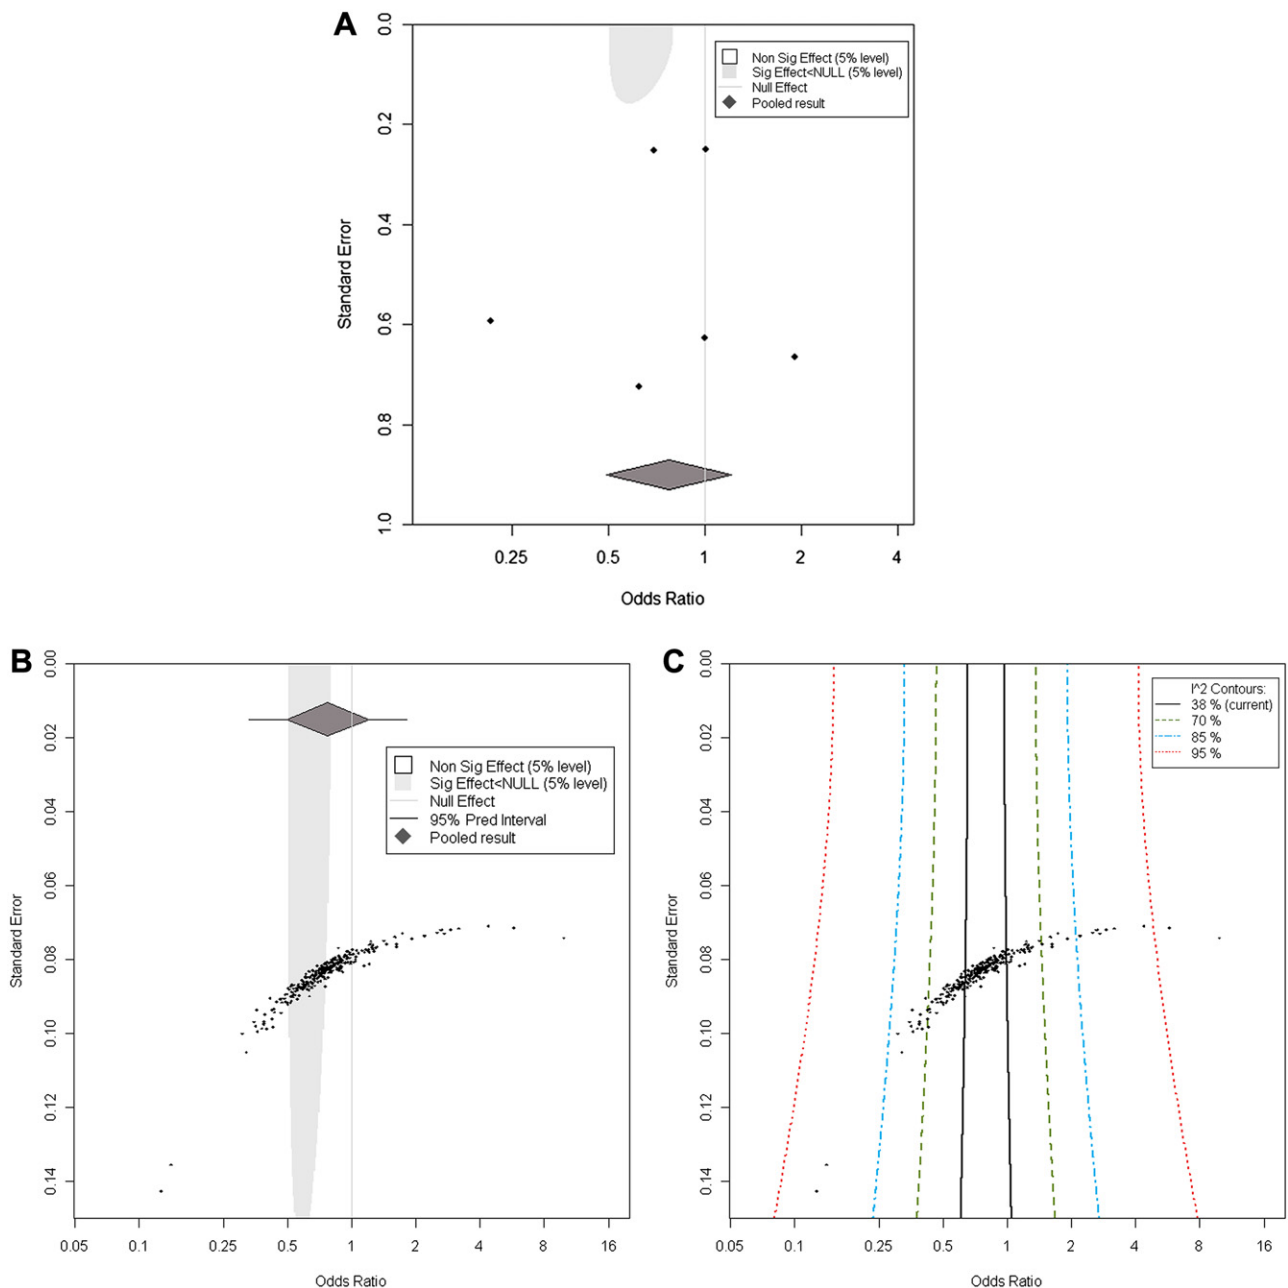 A
Non Sig Effect (5% level)
Sig Effect<NULL (5% level)
Null Effect
Pooled result
0.0
0.2
0.4
0.6
0.8
1.0
Standard Error
0.25 0.5 1 2 4
Odds Ratio
B
Non Sig Effect (5% level)
Sig Effect<NULL (5% level)
Null Effect
95% Pred Interval
Pooled result
0.00
0.02
0.04
0.06
0.08
0.10
0.12
0.14
Standard Error
0.05 0.1 0.25 0.5 1 2 4 8 16
Odds Ratio
C
I^2 Contours:
38 % (current)
70 %
85 %
95 %
0.00
0.02
0.04
0.06
0.08
0.10
0.12
0.14
Standard Error
0.05 0.1 0.25 0.5 1 2 4 8 16
Odds Ratio